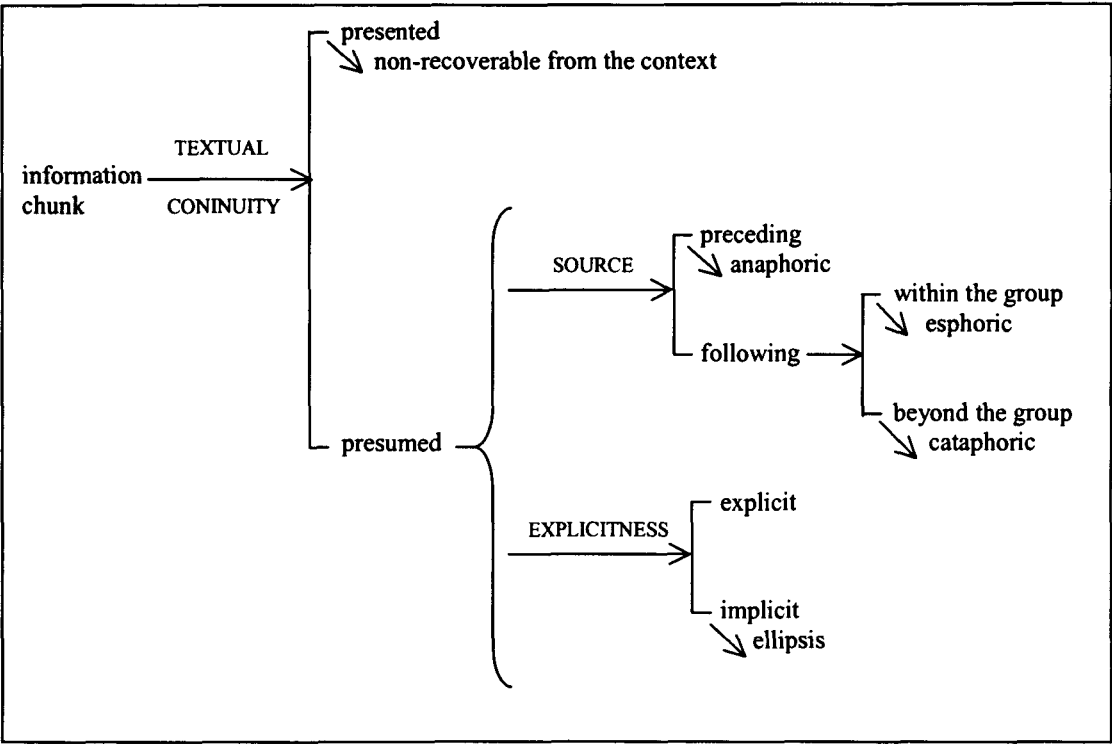 presented
non-recoverable from the context
TEXTUAL
information
chunk
CONINUITY
preceding
anaphoric
SOURCE
within the group
esphoric
following
beyond the group
cataphoric
presumed
explicit
EXPLICITNESS
implicit
ellipsis